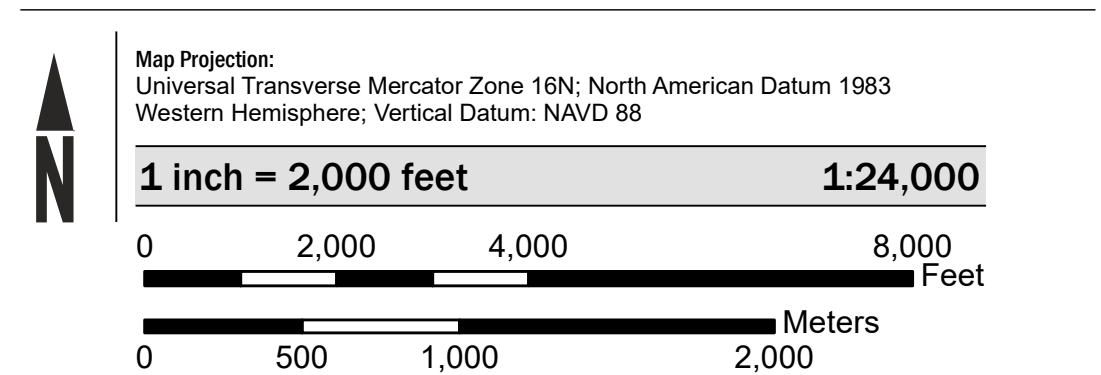 N
Map Projection:
Universal Transverse Mercator Zone 16N; North American Datum 1983
Western Hemisphere; Vertical Datum: NAVD 88
1 inch = 2,000 feet 1:24,000
0 2,000 4,000 8,000
Feet
Meters
0 500 1,000 2,000